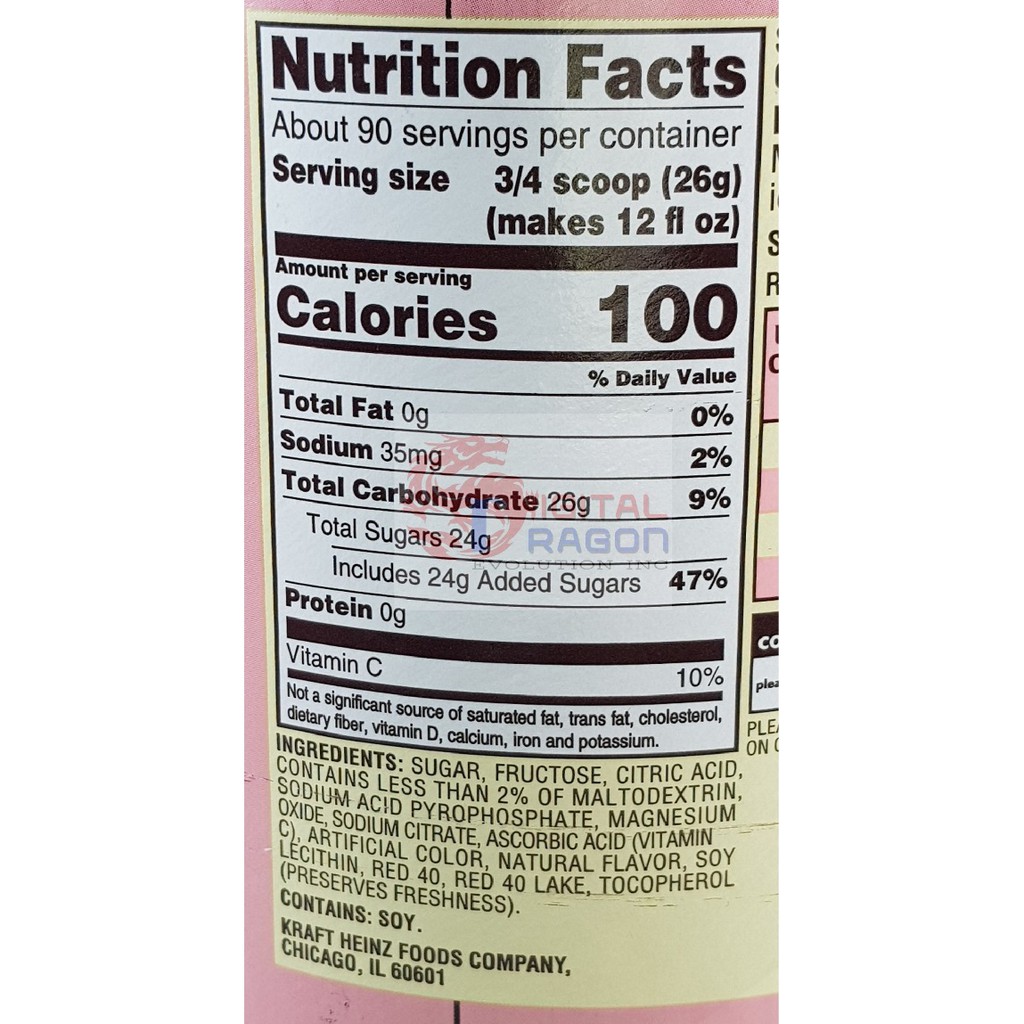 Nutrition Facts
About 90 servings per container
Serving size 3/4 scoop (26g)
(makes 12 fl oz)
Amount per serving
Calories 100
% Daily Value
Total Fat 0g 0%
Sodium 35mg 2%
Total Carbohydrate 26g 9%
Total Sugars 24g
Includes 24g Added Sugars 47%
Protein 0g
Vitamin C 10%
Not a significant source of saturated fat, trans fat, cholesterol,
dietary fiber, vitamin D, calcium, iron and potassium.
INGREDIENTS: SUGAR, FRUCTOSE, CITRIC ACID,
CONTAINS LESS THAN 2% OF MALTODEXTRIN,
SODIUM ACID PYROPHOSPHATE, MAGNESIUM
OXIDE, SODIUM CITRATE, ASCORBIC ACID (VITAMIN
C), ARTIFICIAL COLOR, NATURAL FLAVOR, SOY
LECITHIN, RED 40, RED 40 LAKE, TOCOPHEROL
(PRESERVES FRESHNESS).
CONTAINS: SOY.
KRAFT HEINZ FOODS COMPANY,
CHICAGO, IL 60601
DIGITAL
DRAGON
EVOLUTION INC